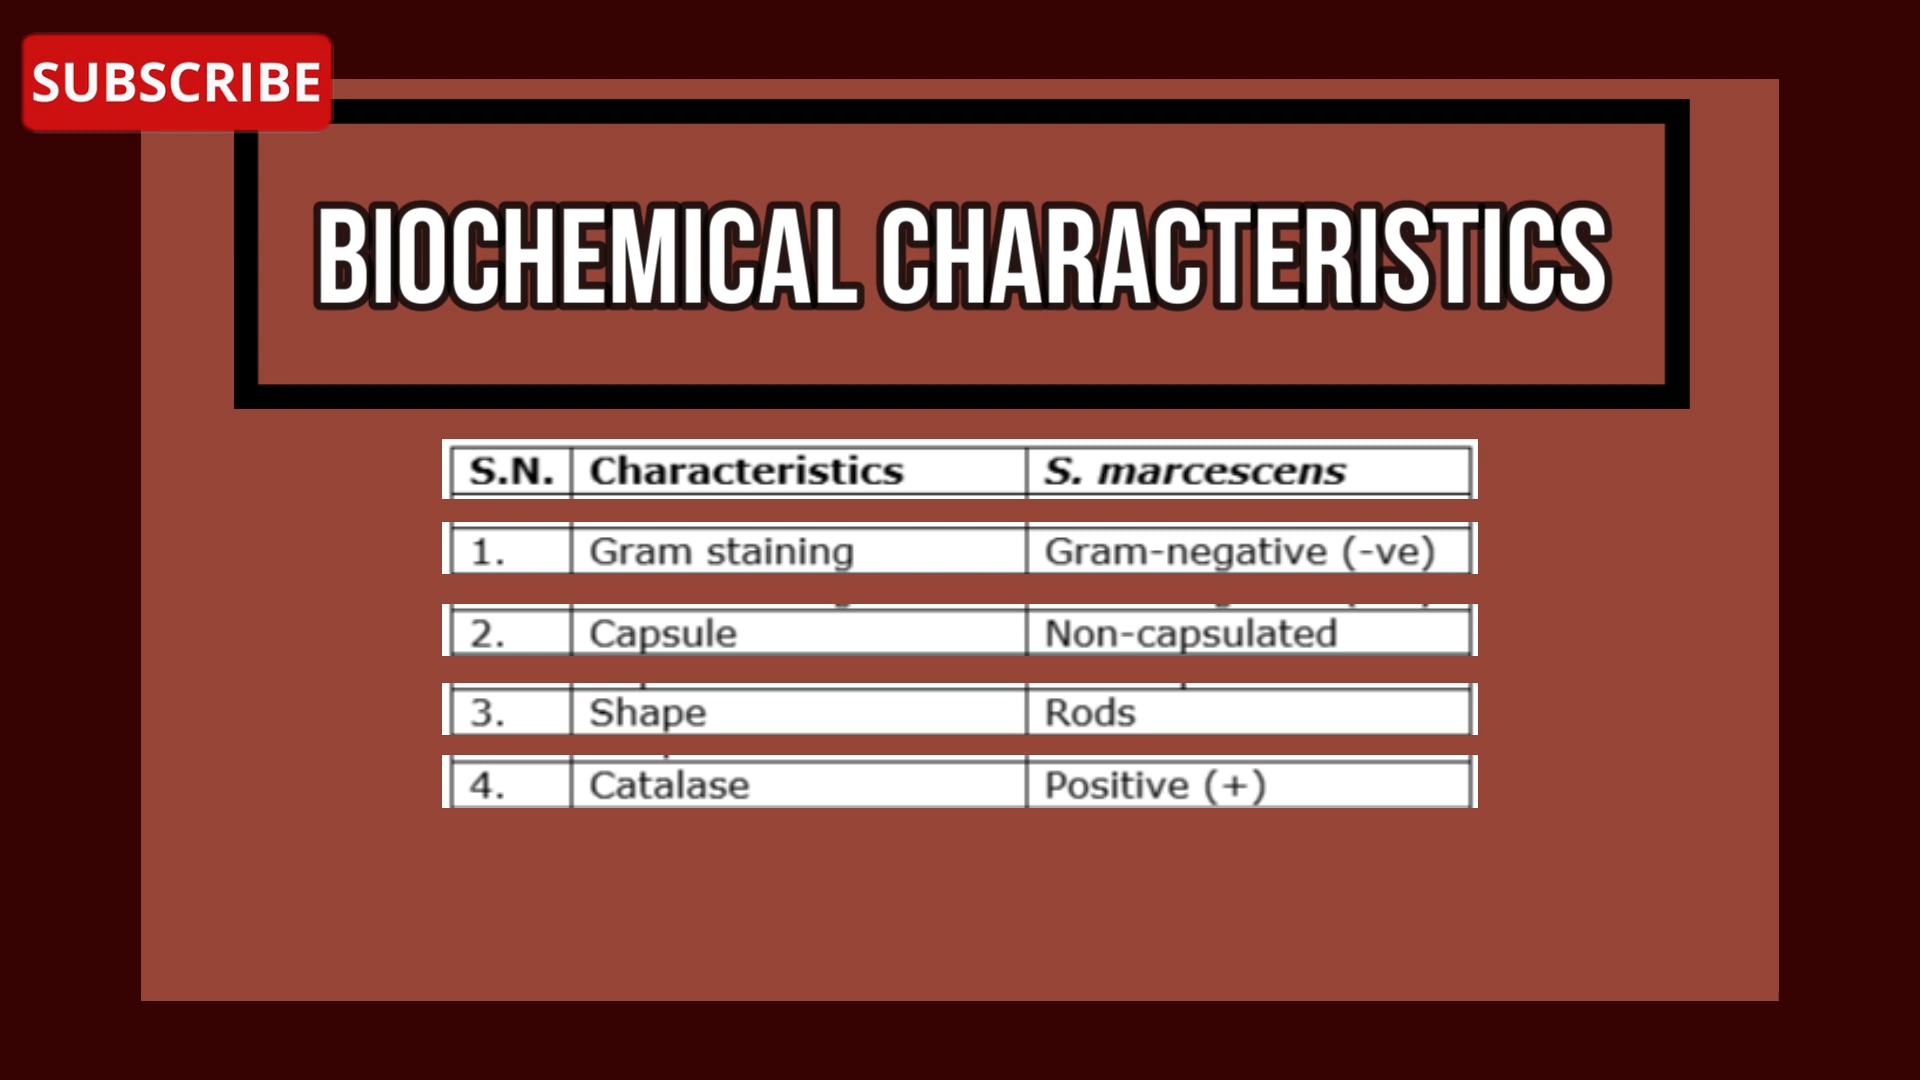 SUBSCRIBE
BIOCHEMICAL CHARACTERISTICS
S.N. Characteristics S. marcescens
1. Gram staining Gram-negative (-ve)
2. Capsule Non-capsulated
3. Shape Rods
4. Catalase Positive (+)